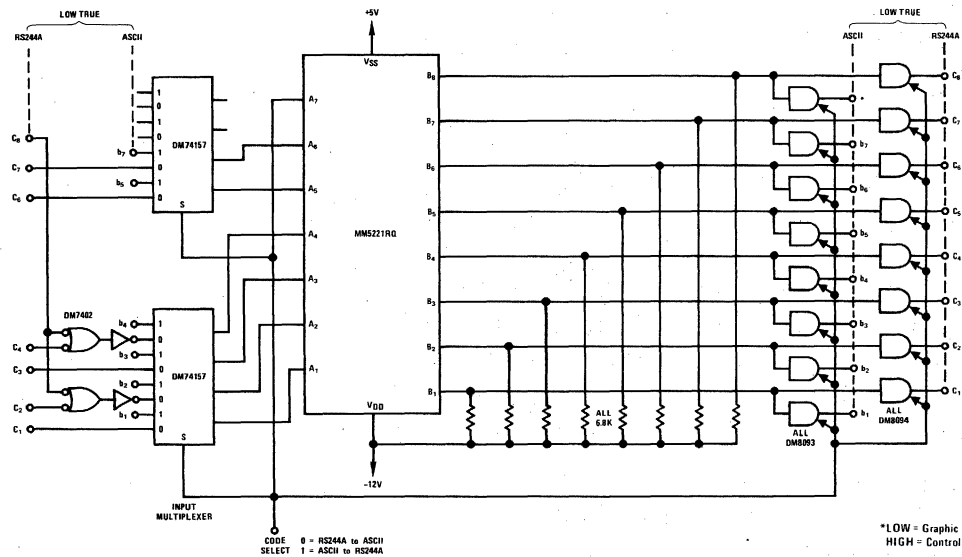 LOW TRUE
RS244A
ASCII
+5V
LOW TRUE
ASCII
RS244A
1
0
1
0
1
0
1
0
DM74157
S
C8
b7
C7
b5
C6
VSS
A7
A6
A5
A4
A3
A2
A1
MM5221RQ
B8
B7
B6
B5
B4
B3
B2
B1
VDD
-12V
DM7402
b4
C4
b3
C3
b2
C2
b1
C1
1
0
1
0
1
0
1
0
DM74157
S
INPUT
MULTIPLEXER
CODE 0 = RS244A to ASCII
SELECT 1 = ASCII to RS244A
ALL
6.8K
*
b7
b6
b5
b4
b3
b2
b1
ALL
DM8093
C8
C7
C6
C5
C4
C3
C2
C1
ALL
DM8094
*LOW = Graphic
HIGH = Control